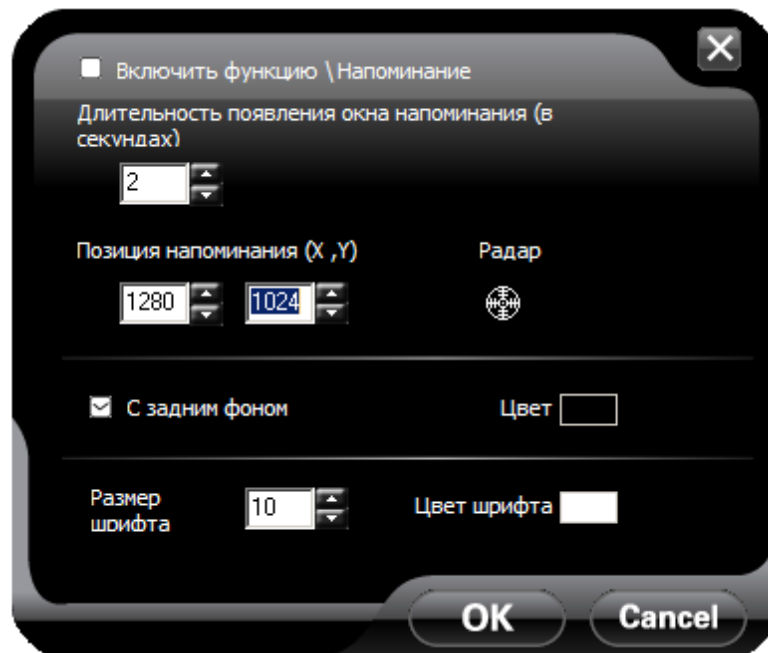 Включить функцию \Напоминание
Длительность появления окна напоминания (в
секундах)
2
Позиция напоминания (X ,Y) Радар
1280 1024
С задним фоном Цвет
Размер
шрифта
10 Цвет шрифта
OK Cancel